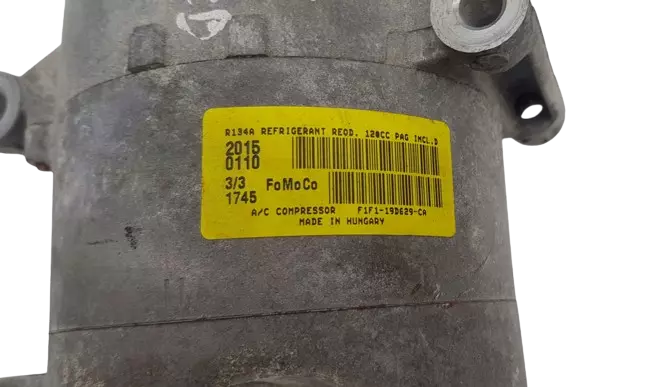 R134A REFRIGERANT REQD. 120CC PAG INCL.D
2015
0110
3/3 FoMoCo
1745
A/C COMPRESSOR F1F1-19D629-CA
MADE IN HUNGARY